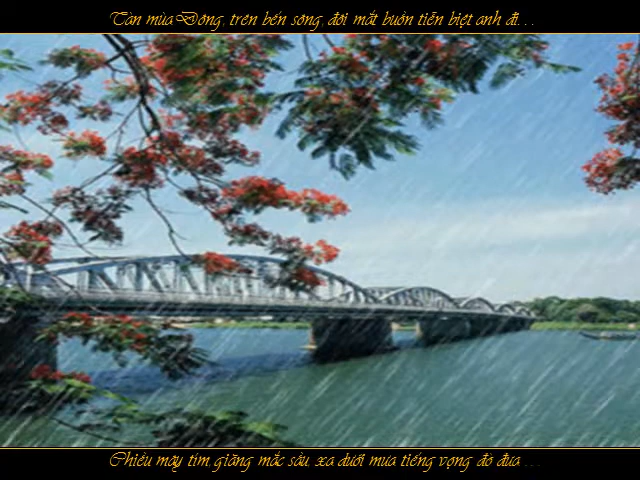 Tàn mùa Đông, trên bến sông, đôi mắt buồn tiễn biệt anh đi. . .
Chiều mây tím, giăng mắc sầu, xa dưới mưa tiếng vọng đò đưa . . .